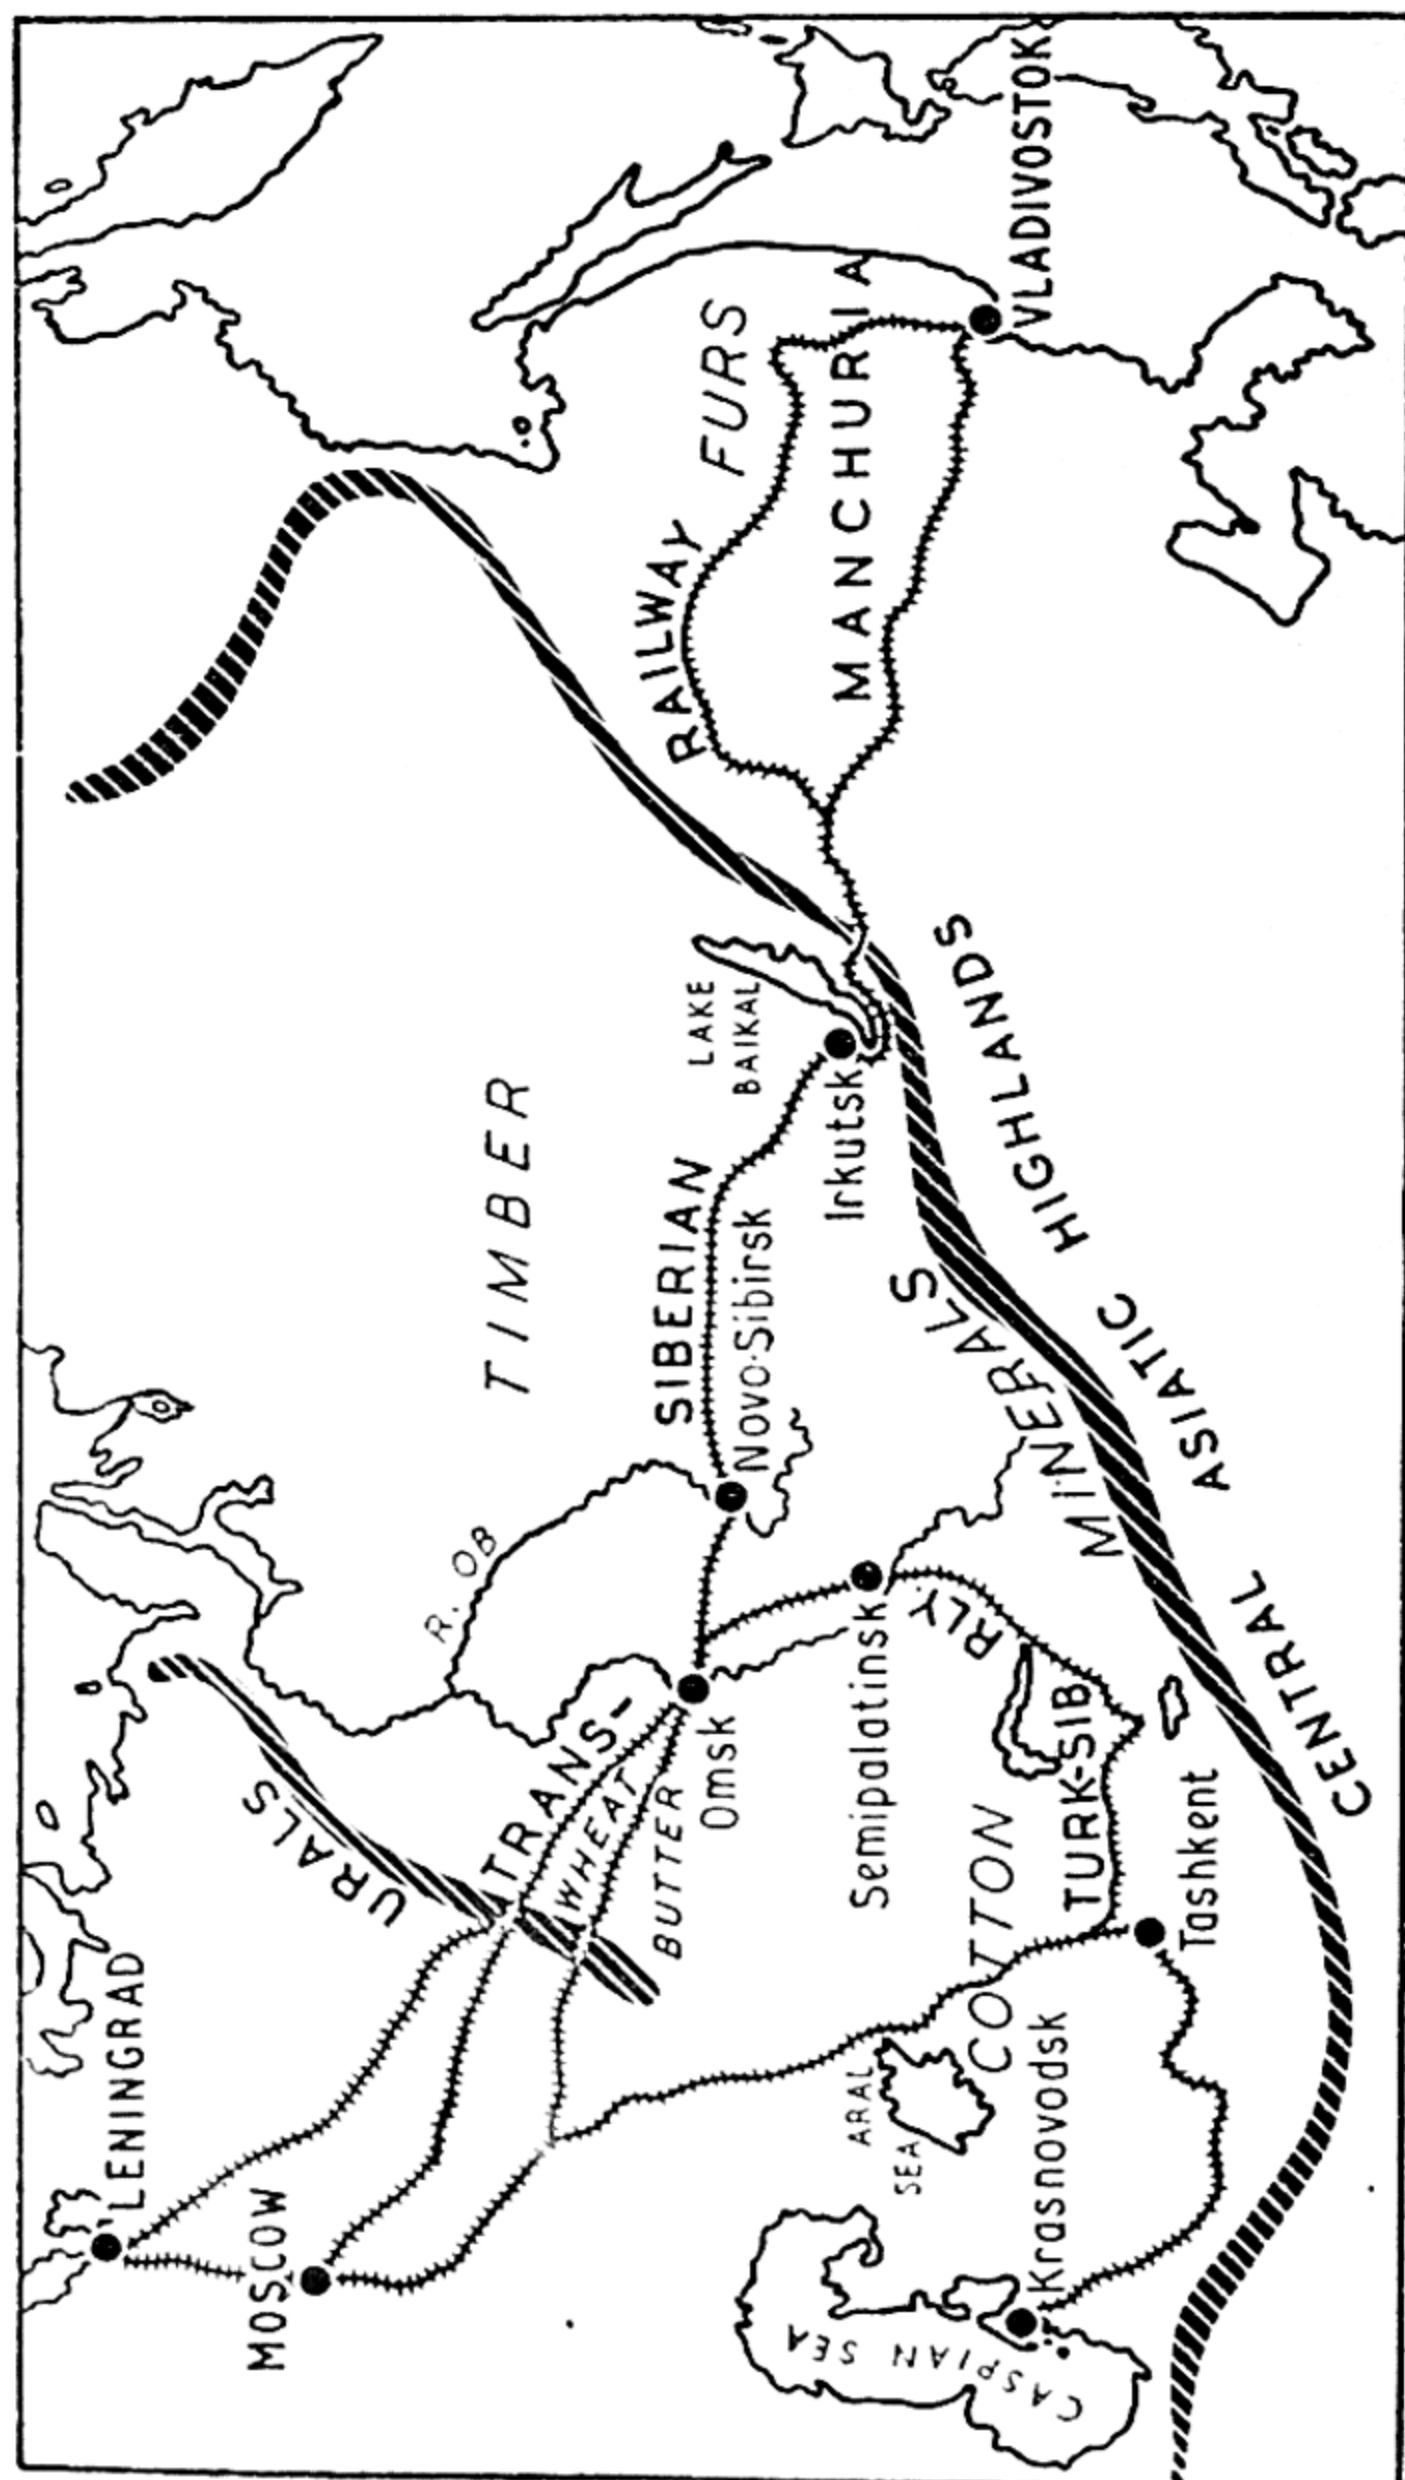 LENINGRAD
MOSCOW
URALS
R. OB
TIMBER
TRANS-
SIBERIAN
RAILWAY
WHEAT
BUTTER
Omsk
Novo-Sibirsk
LAKE
BAIKAL
Irkutsk
FURS
MANCHURIA
VLADIVOSTOK
Semipalatinsk
TURK-SIB
RLY.
MINERALS
COTTON
ARAL
SEA
CASPIAN SEA
Krasnovodsk
Tashkent
CENTRAL ASIATIC HIGHLANDS